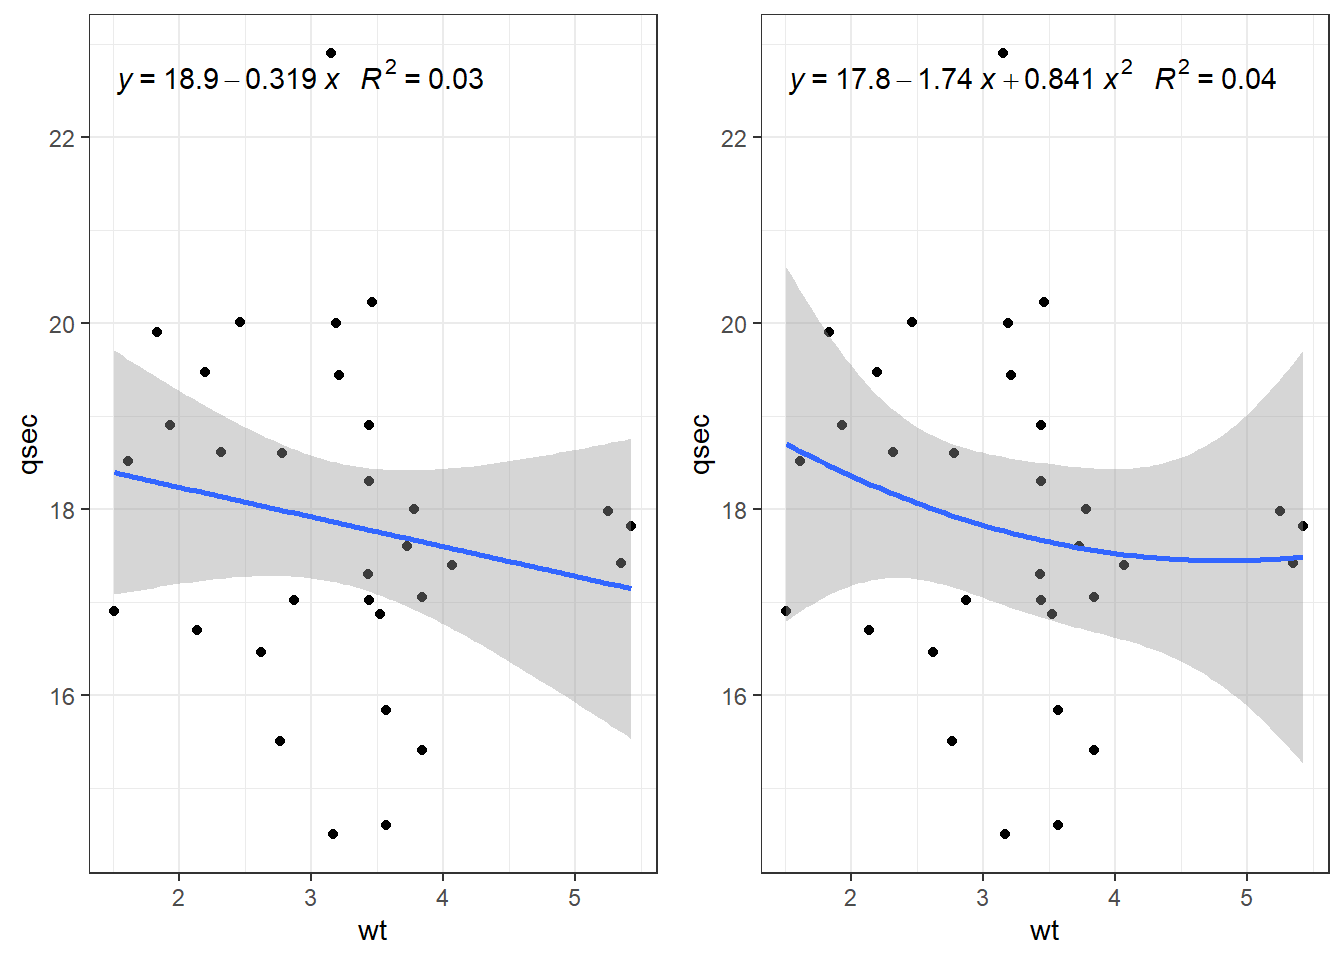 y = 18.9 − 0.319 x R² = 0.03
22
20
18
16
qsec
2 3 4 5
wt
y = 17.8 − 1.74 x + 0.841 x² R² = 0.04
22
20
18
16
qsec
2 3 4 5
wt